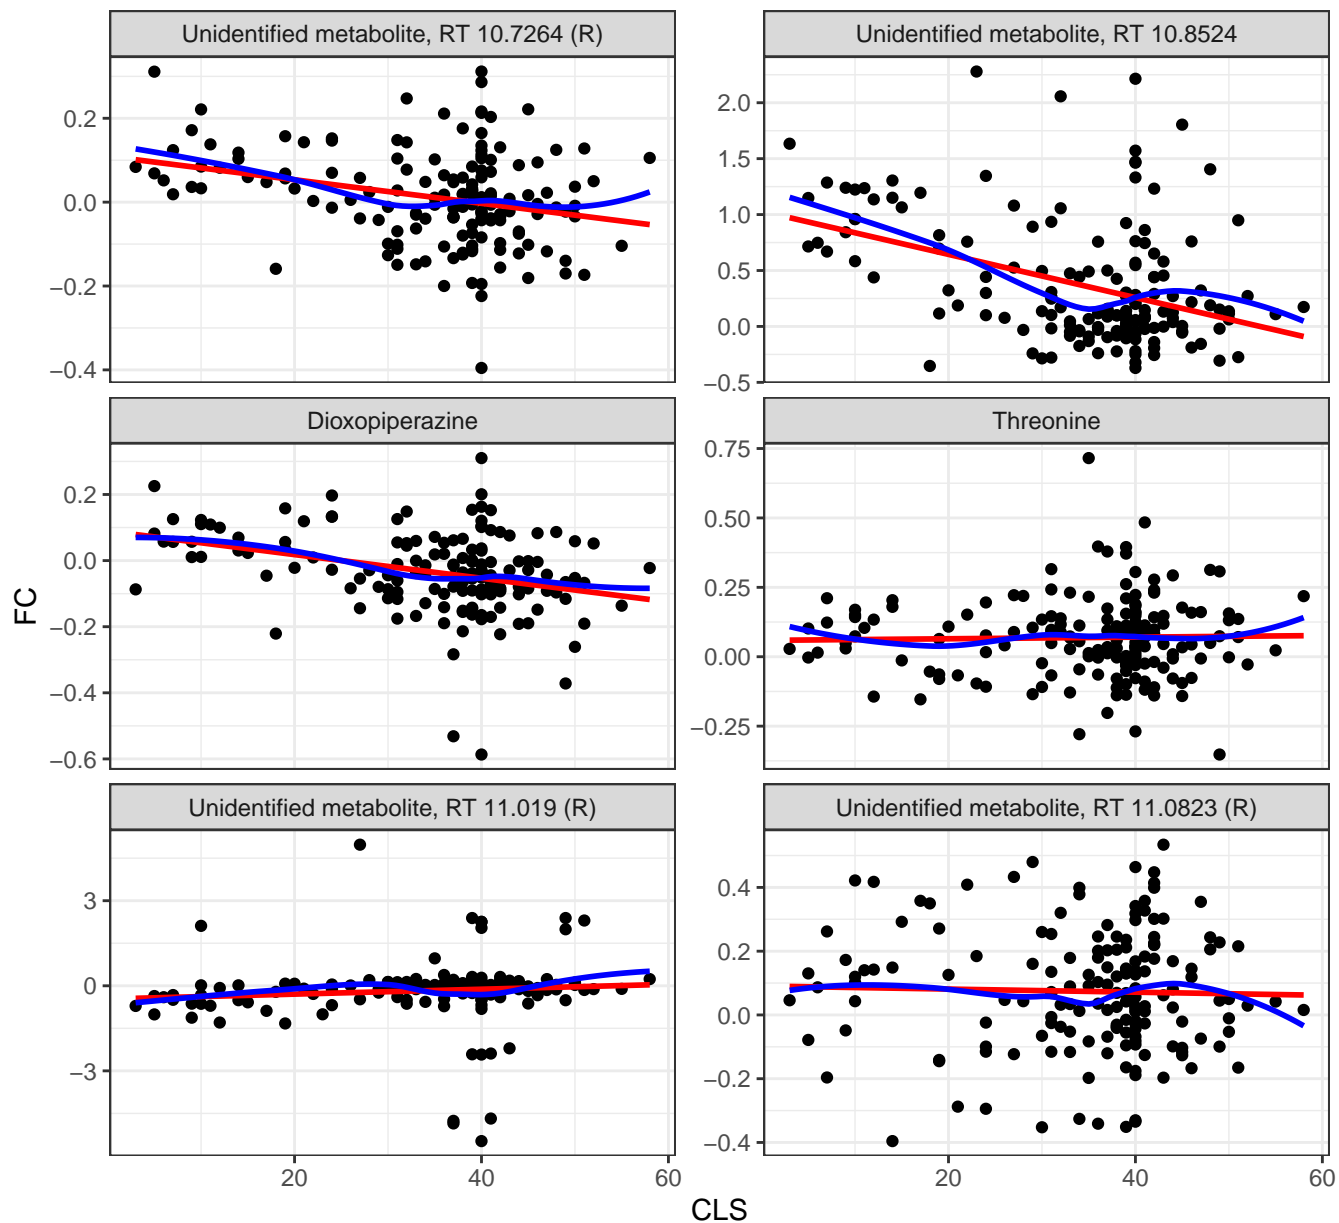 Unidentified metabolite, RT 10.7264 (R)
Unidentified metabolite, RT 10.8524
0.2
0.0
−0.2
−0.4
2.0
1.5
1.0
0.5
0.0
−0.5
Dioxopiperazine
Threonine
0.2
0.0
−0.2
−0.4
−0.6
0.75
0.50
0.25
0.00
−0.25
FC
Unidentified metabolite, RT 11.019 (R)
Unidentified metabolite, RT 11.0823 (R)
3
0
−3
0.4
0.2
0.0
−0.2
−0.4
20 40 60
20 40 60
CLS